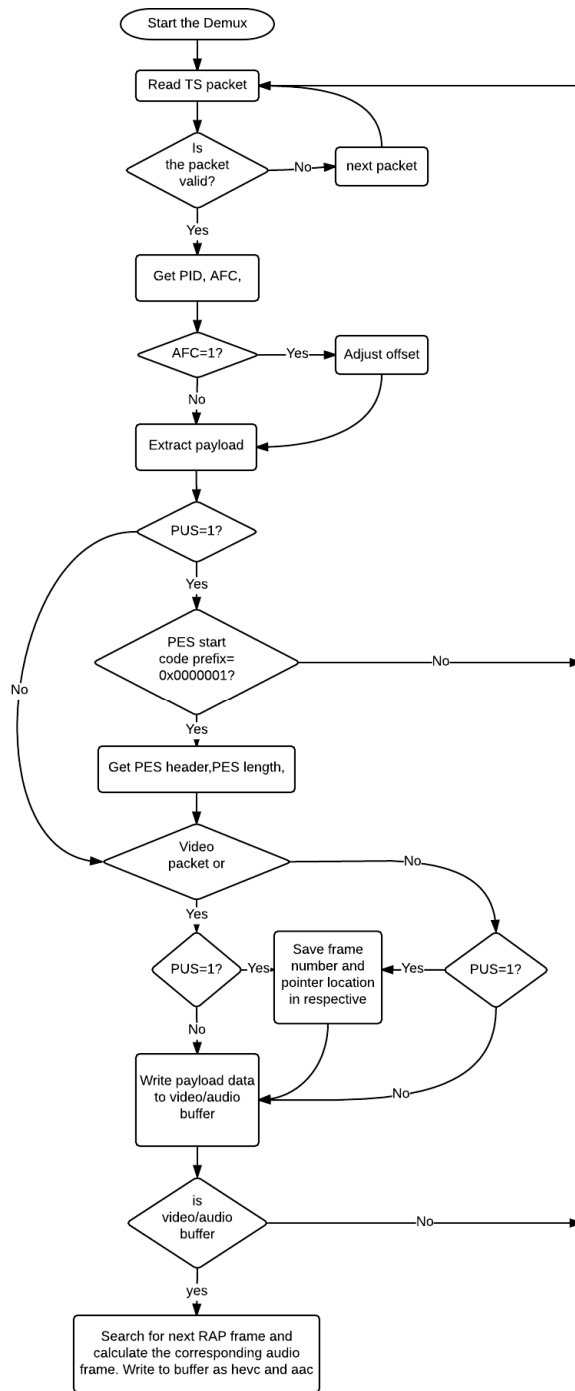 Start the Demux
Read TS packet
Is
the packet
valid?
No
next packet
Yes
Get PID, AFC,
AFC=1?
Yes
Adjust offset
No
Extract payload
PUS=1?
Yes
PES start
code prefix=
0x0000001?
No
No
Yes
Get PES header,PES length,
Video
packet or
No
Yes
PUS=1?
Yes
Save frame
number and
pointer location
in respective
Yes
PUS=1?
No
Write payload data
to video/audio
buffer
No
is
video/audio
buffer
No
yes
Search for next RAP frame and
calculate the corresponding audio
frame. Write to buffer as hevc and aac